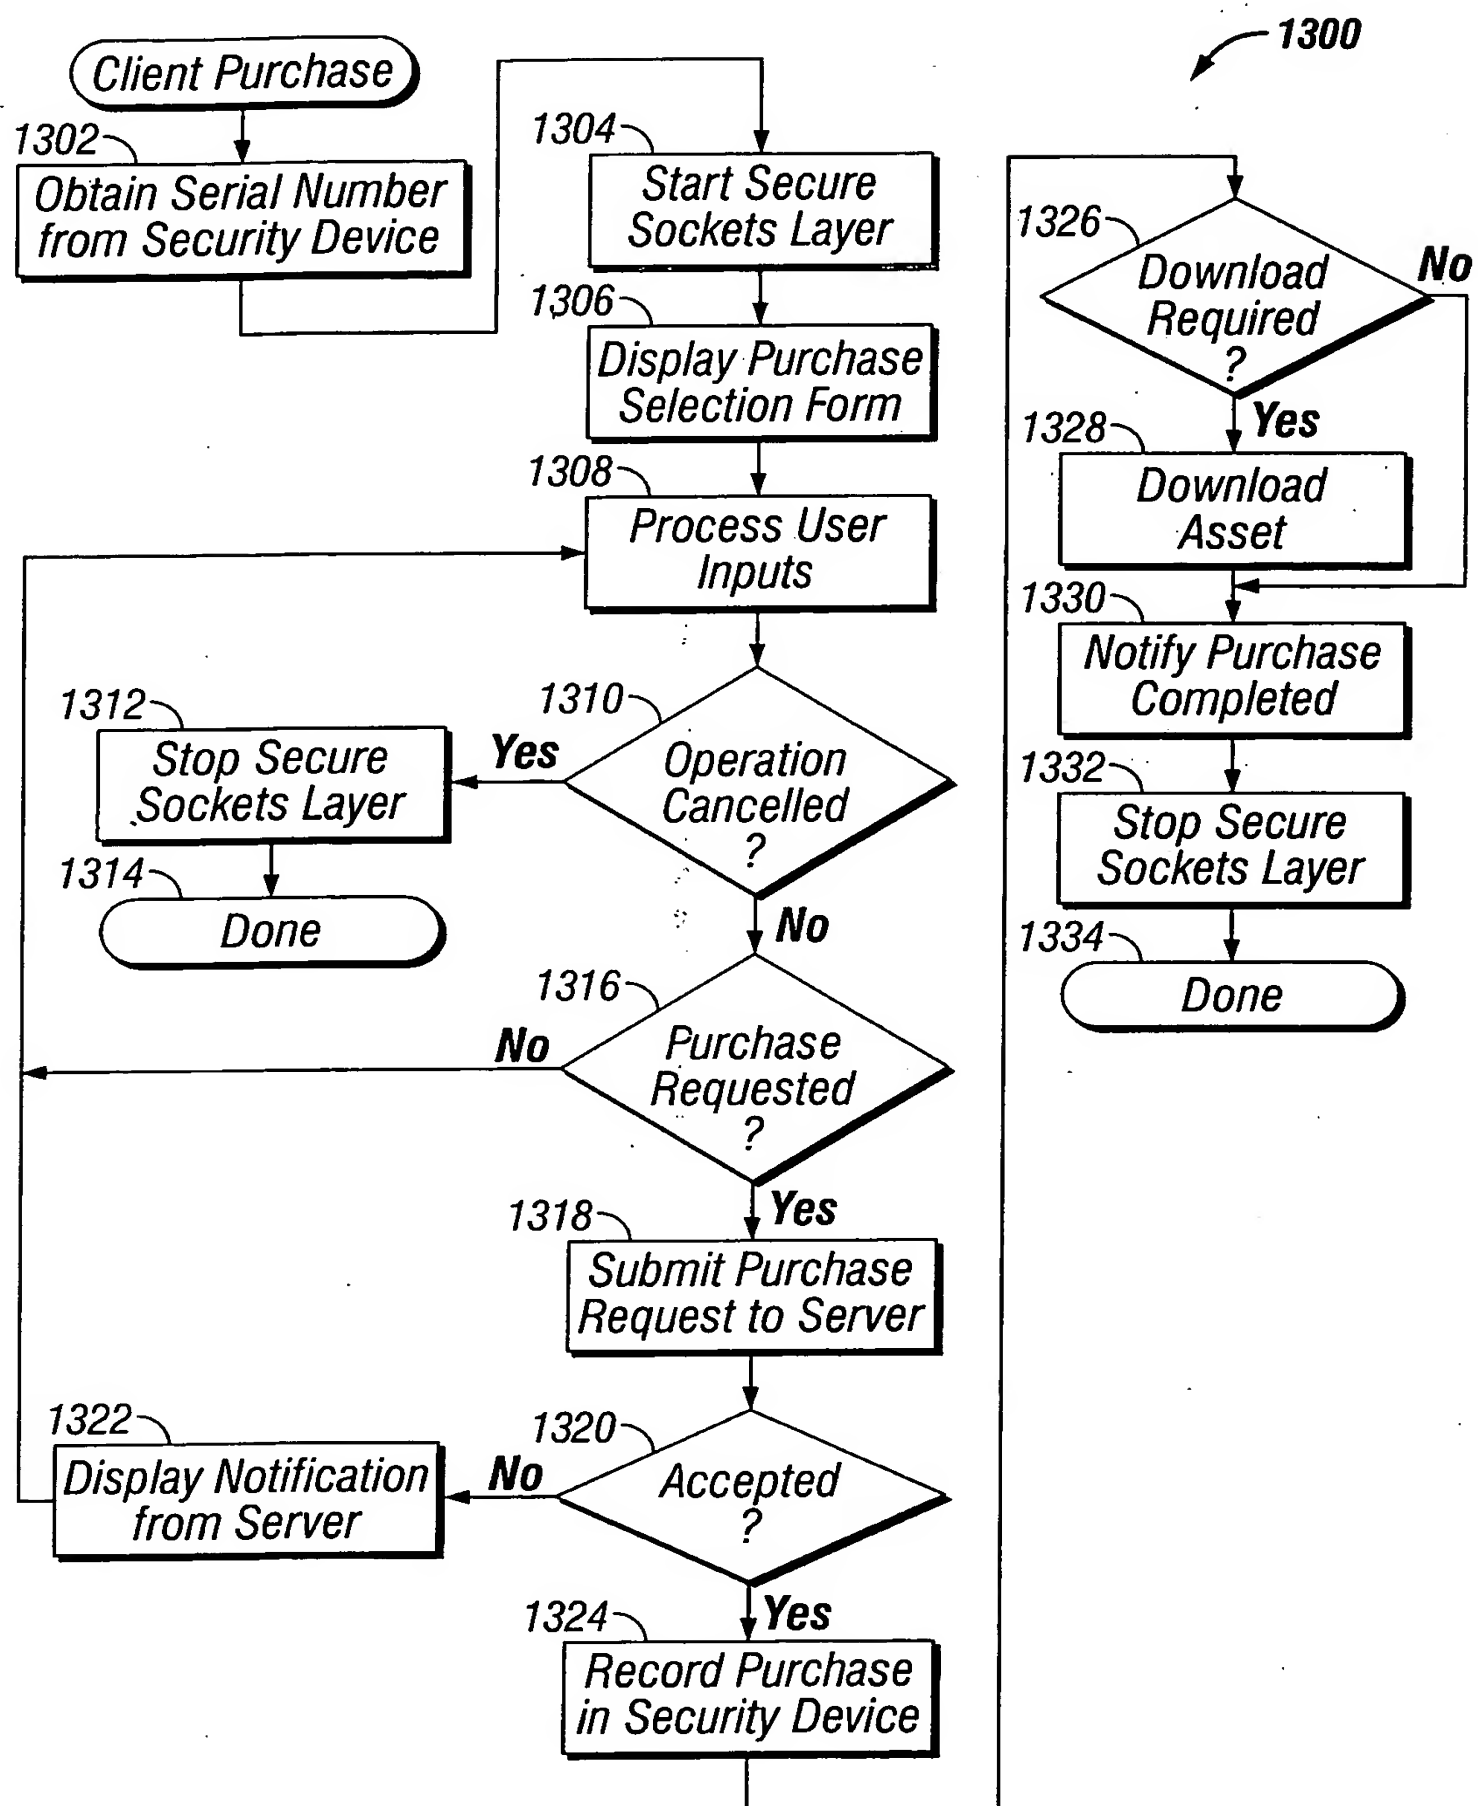 1300
Client Purchase
1302
Obtain Serial Number
from Security Device
1304
Start Secure
Sockets Layer
1306
Display Purchase
Selection Form
1308
Process User
Inputs
1310
Operation
Cancelled
?
Yes
1312
Stop Secure
Sockets Layer
1314
Done
No
1316
Purchase
Requested
?
No
Yes
1318
Submit Purchase
Request to Server
1320
Accepted
?
No
1322
Display Notification
from Server
Yes
1324
Record Purchase
in Security Device
1326
Download
Required
?
No
Yes
1328
Download
Asset
1330
Notify Purchase
Completed
1332
Stop Secure
Sockets Layer
1334
Done